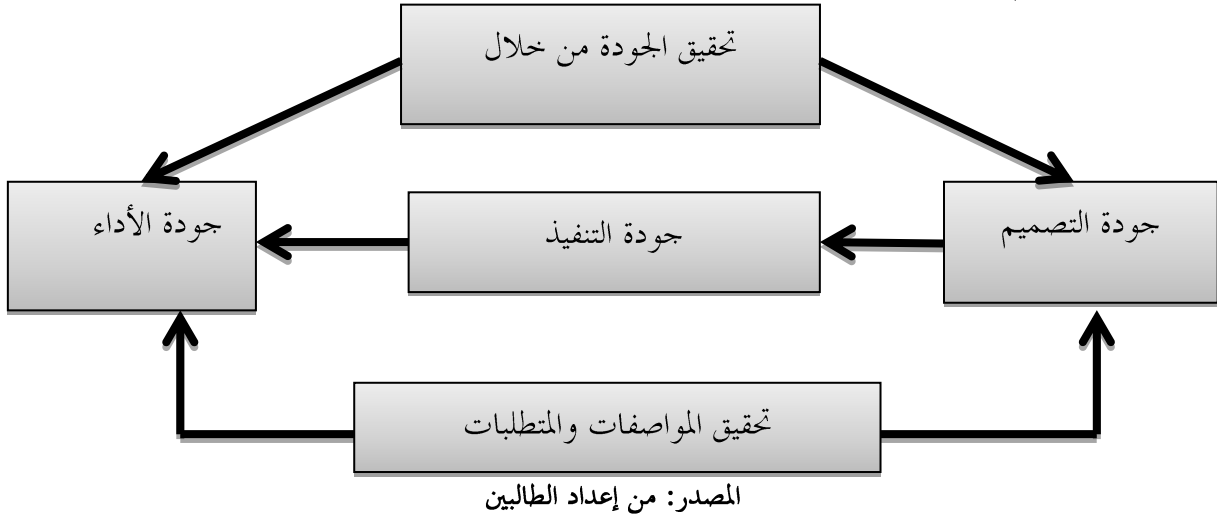 تحقيق الجودة من خلال
جودة التصميم
جودة التنفيذ
جودة الأداء
تحقيق المواصفات والمتطلبات
المصدر: من إعداد الطالبين